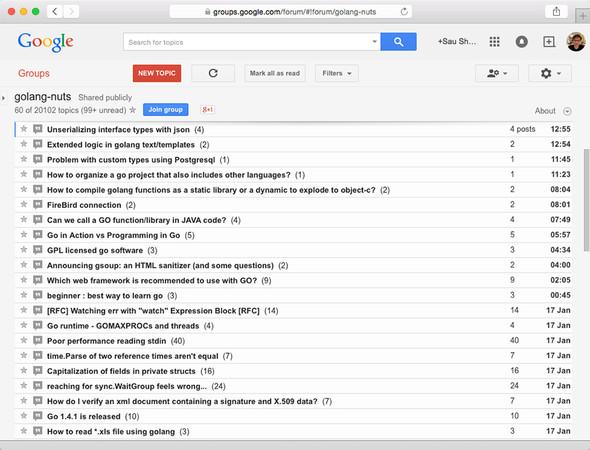 groups.google.com/forum/#!forum/golang-nuts
Google
Search for topics
+Sau Sh...
Groups
NEW TOPIC
Mark all as read
Filters
golang-nuts Shared publicly
60 of 20102 topics (99+ unread)
Join group
g+1
About
Unserializing interface types with json (4) 4 posts 12:55
Extended logic in golang text/templates (2) 2 12:54
Problem with custom types using Postgresql (1) 1 11:45
How to organize a go project that also includes other languages? (1) 1 11:23
How to compile golang functions as a static library or a dynamic to explode to object-c? (2) 2 08:04
FireBird connection (2) 2 08:01
Can we call a GO function/library in JAVA code? (4) 4 07:49
Go in Action vs Programming in Go (5) 5 05:57
GPL licensed go software (3) 3 04:34
Announcing gsoup: an HTML sanitizer (and some questions) (2) 2 04:00
Which web framework is recommended to use with GO? (9) 9 02:05
beginner : best way to learn go (3) 3 00:45
[RFC] Watching err with "watch" Expression Block [RFC] (14) 14 17 Jan
Go runtime - GOMAXPROCs and threads (4) 4 17 Jan
Poor performance reading stdin (40) 40 17 Jan
time.Parse of two reference times aren't equal (7) 7 17 Jan
Capitalization of fields in private structs (16) 16 17 Jan
reaching for sync.WaitGroup feels wrong... (24) 24 17 Jan
How do I verify an xml document containing a signature and X.509 data? (7) 7 17 Jan
Go 1.4.1 is released (10) 10 17 Jan
How to read *.xls file using golang (3) 3 17 Jan